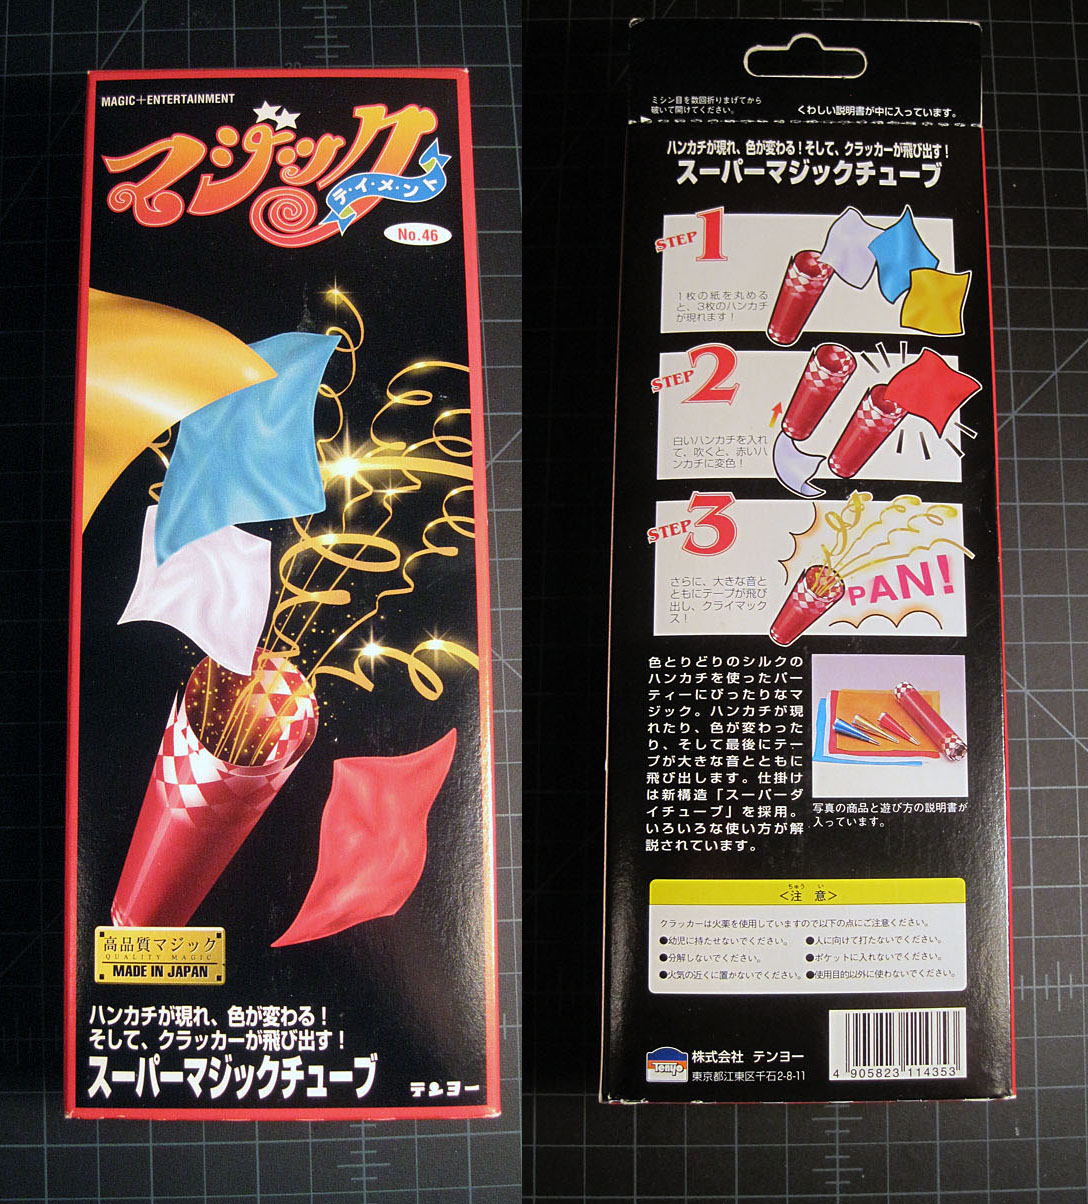 MAGIC+ENTERTAINMENT
マジック
テ・イ・メ・ン・ト
No.46
高品質マジック
QUALITY MAGIC
MADE IN JAPAN
ハンカチが現れ、色が変わる!
そして、クラッカーが飛び出す!
スーパーマジックチューブ
テンヨー
ミシン目を数回折りまげてから
破いて開けてください。
くわしい説明書が中に入っています。
ハンカチが現れ、色が変わる!そして、クラッカーが飛び出す!
スーパーマジックチューブ
STEP 1
1枚の紙を丸める
と、3枚のハンカチ
が現れます!
STEP 2
白いハンカチを入れ
て、吹くと、赤いハ
ンカチに変色!
STEP 3
さらに、大きな音と
ともにテープが飛び
出し、クライマック
ス!
PAN!
色とりどりのシルクの
ハンカチを使ったパー
ティーにぴったりなマ
ジック。ハンカチが現
れたり、色が変わった
り、そして最後にテー
プが大きな音とともに
飛び出します。仕掛け
は新構造「スーパーダ
イチューブ」を採用。
いろいろな使い方が解
説されています。
写真の商品と遊び方の説明書が
入っています。
ちゅう い
<注 意>
クラッカーは火薬を使用していますので以下の点にご注意ください。
●幼児に持たせないでください。 ●人に向けて打たないでください。
●分解しないでください。 ●ポケットに入れないでください。
●火気の近くに置かないでください。 ●使用目的以外に使わないでください。
Tenyo
株式会社 テンヨー
東京都江東区千石2-8-11
4 905823 114353